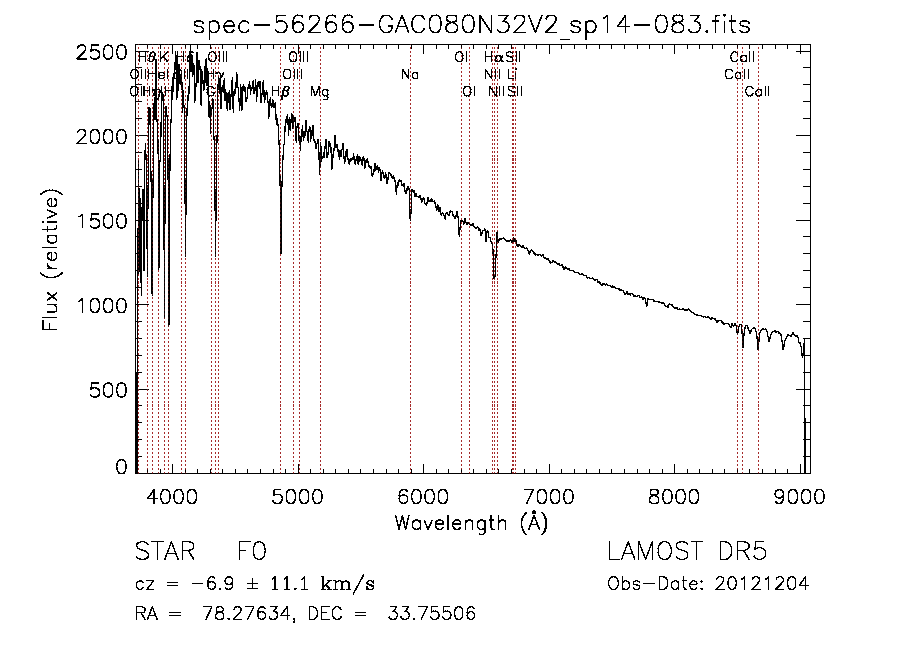 spec-56266-GAC080N32V2_sp14-083.fits
2500
2000
1500
1000
500
0
Flux (relative)
OIII OIII OI Hα SII CaII
Hγ OIII Na NII Li CaII
Hβ Mg OI NII SII CaII
4000 5000 6000 7000 8000 9000
Wavelength (Å)
STAR F0 LAMOST DR5
cz = -6.9 ± 11.1 km/s Obs-Date: 20121204
RA = 78.27634, DEC = 33.75506